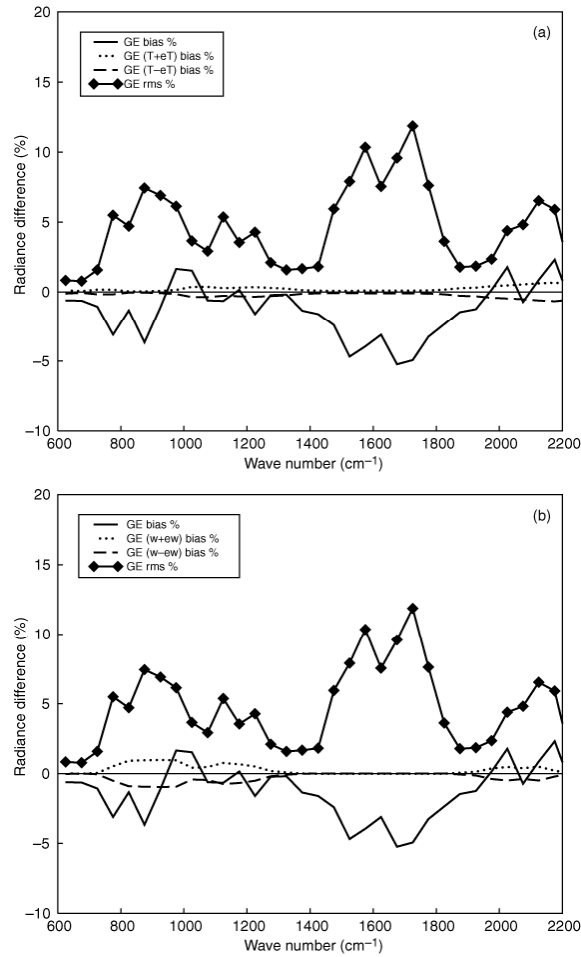 20
(a)
GE bias %
GE (T+eT) bias %
15
GE (T–eT) bias %
GE rms %
10
Radiance difference (%)
5
0
–5
–10
600 800 1000 1200 1400 1600 1800 2000 2200
Wave number (cm–1)
20
(b)
GE bias %
GE (w+ew) bias %
15
GE (w–ew) bias %
GE rms %
10
Radiance difference (%)
5
0
–5
–10
600 800 1000 1200 1400 1600 1800 2000 2200
Wave number (cm–1)